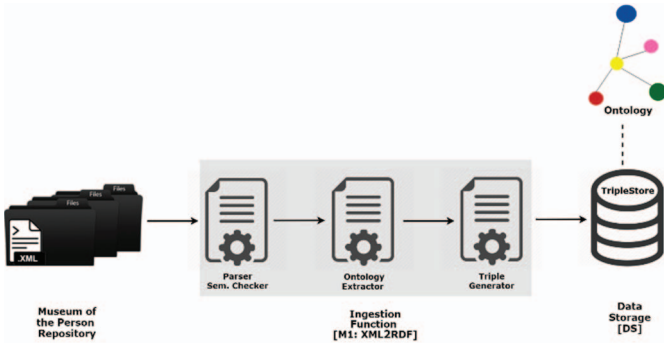 Ontology
Files
Files
Files
TripleStore
.XML
Parser
Sem. Checker
Ontology
Extractor
Triple
Generator
Museum of
the Person
Repository
Ingestion
Function
[M1: XML2RDF]
Data
Storage
[DS]